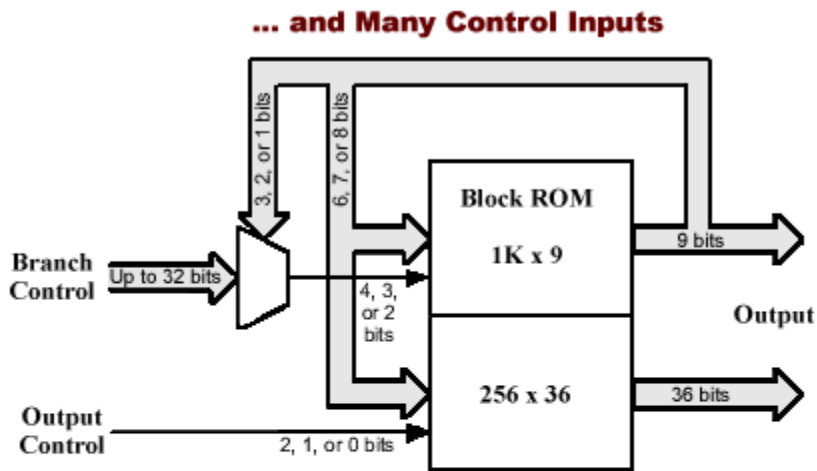 ... and Many Control Inputs
3, 2, or 1 bits
6, 7, or 8 bits
Block ROM
1K x 9
9 bits
Branch
Control
Up to 32 bits
4, 3,
or 2
bits
Output
256 x 36
36 bits
Output
Control
2, 1, or 0 bits